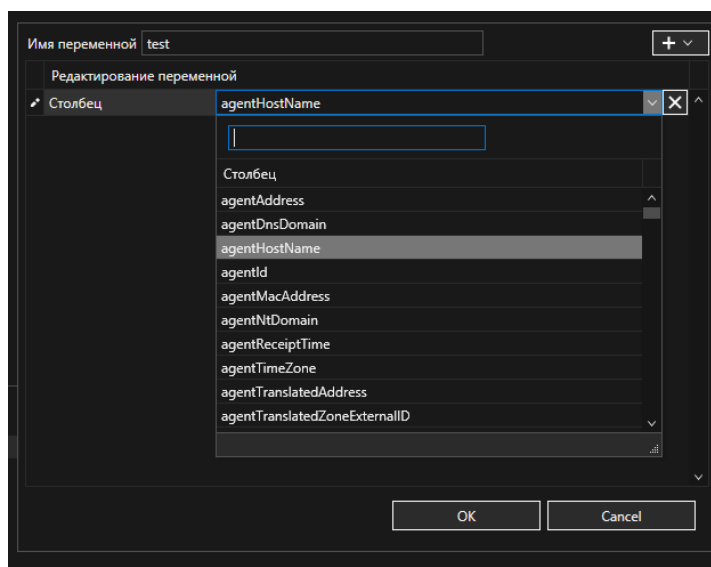 Имя переменной test
Редактирование переменной
Столбец agentHostName
Столбец
agentAddress
agentDnsDomain
agentHostName
agentId
agentMacAddress
agentNtDomain
agentReceiptTime
agentTimeZone
agentTranslatedAddress
agentTranslatedZoneExternalID
OK Cancel